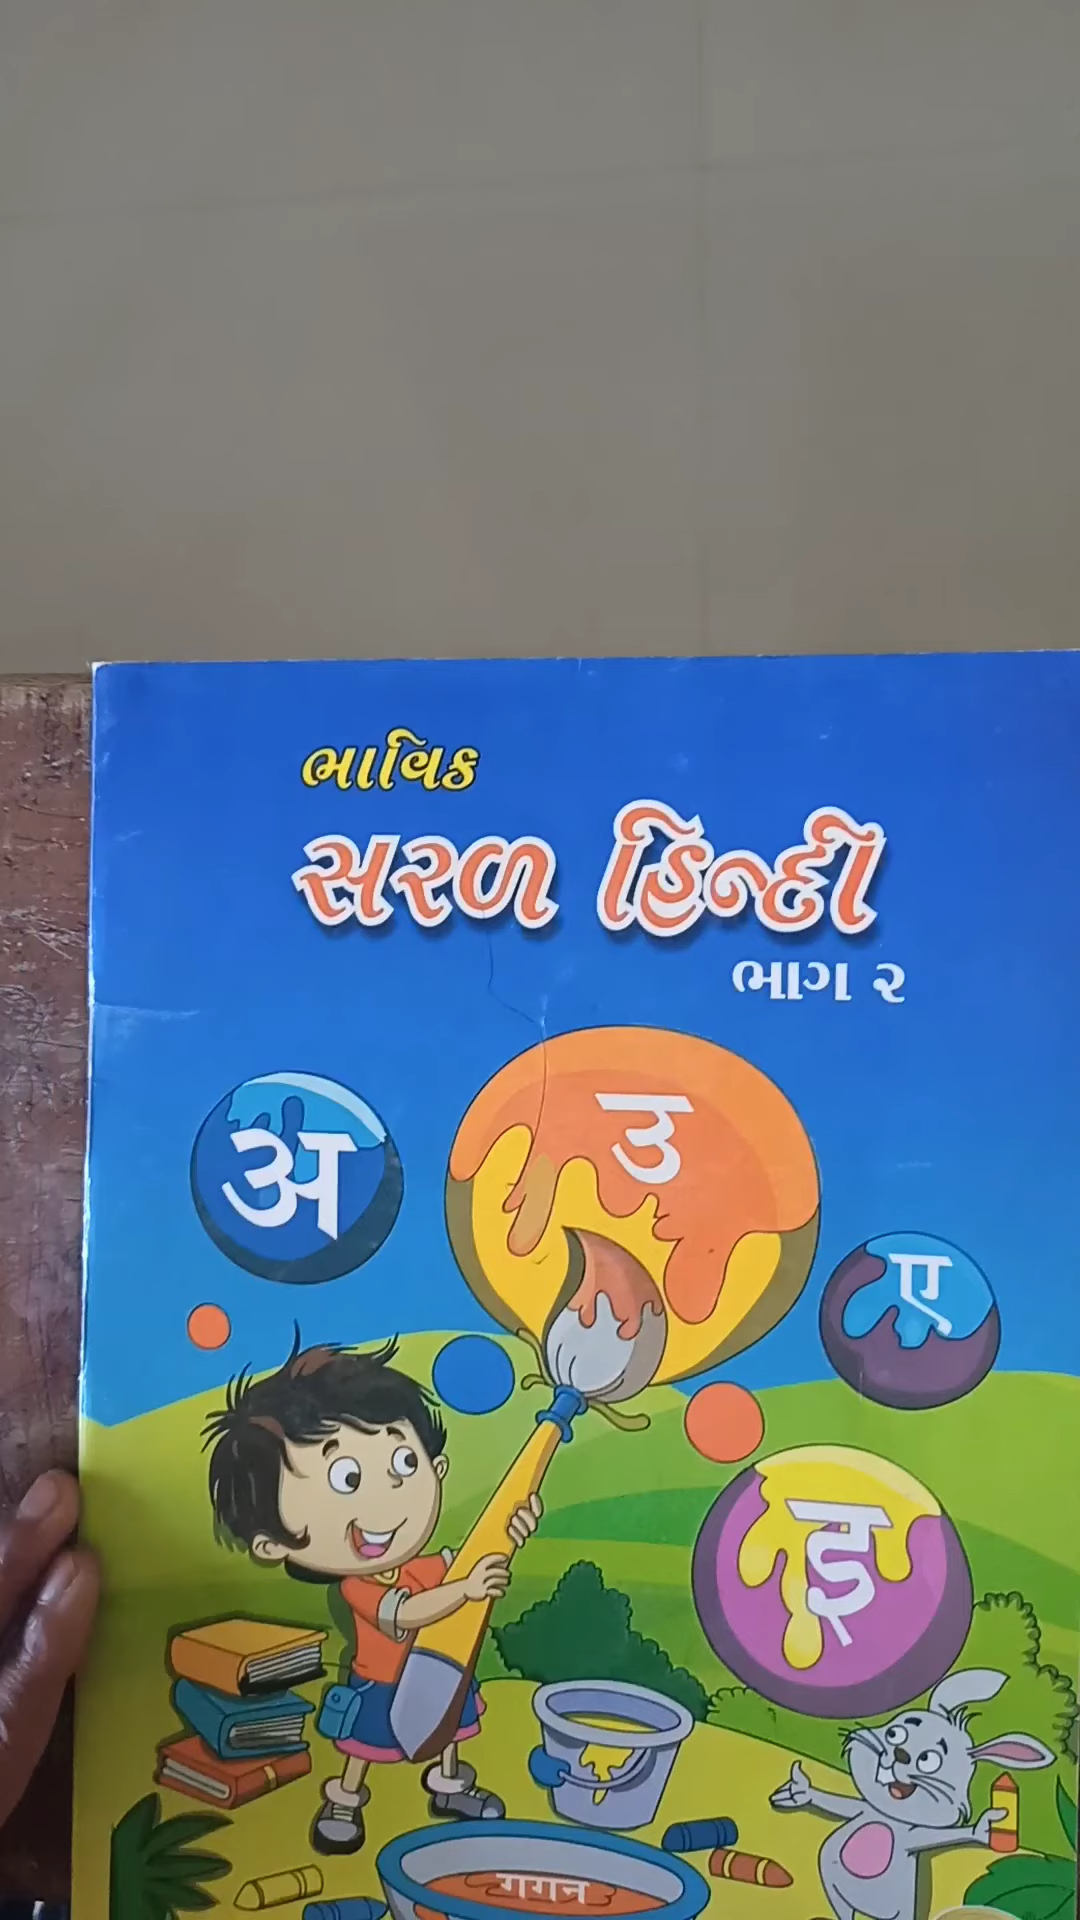 ભાવિક
સરળ હિન્દી
ભાગ ૨
अ
उ
ए
इ
गगन